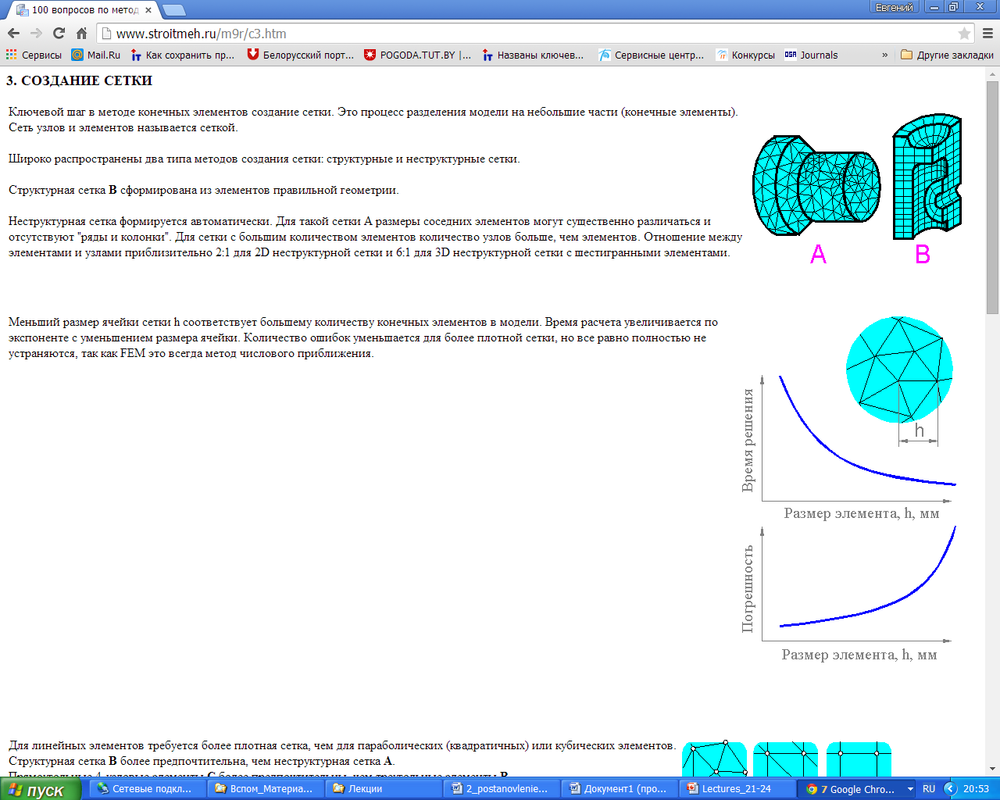 100 вопросов по метод
Евгений
www.stroitmeh.ru/m9r/c3.htm
Сервисы
Mail.Ru
Как сохранить пр...
Белорусский порт...
POGODA.TUT.BY |...
Названы ключев...
Сервисные центр...
Конкурсы
Journals
»
Другие закладки
3. СОЗДАНИЕ СЕТКИ
Ключевой шаг в методе конечных элементов создание сетки. Это процесс разделения модели на небольшие части (конечные элементы).
Сеть узлов и элементов называется сеткой.
Широко распространены два типа методов создания сетки: структурные и неструктурные сетки.
Структурная сетка B сформирована из элементов правильной геометрии.
Неструктурная сетка формируется автоматически. Для такой сетки А размеры соседних элементов могут существенно различаться и
отсутствуют "ряды и колонки". Для сетки с большим количеством элементов количество узлов больше, чем элементов. Отношение между
элементами и узлами приблизительно 2:1 для 2D неструктурной сетки и 6:1 для 3D неструктурной сетки с шестигранными элементами.
A
B
Меньший размер ячейки сетки h соответствует большему количеству конечных элементов в модели. Время расчета увеличивается по
экспоненте с уменьшением размера ячейки. Количество ошибок уменьшается для более плотной сетки, но все равно полностью не
устраняются, так как FEM это всегда метод числового приближения.
h
Время решения
Размер элемента, h, мм
Погрешность
Размер элемента, h, мм
Для линейных элементов требуется более плотная сетка, чем для параболических (квадратичных) или кубических элементов.
Структурная сетка B более предпочтительна, чем неструктурная сетка A.
пуск
Сетевые подкл...
Вспом_Материа...
Лекции
2_postanovlenie...
Документ1 (про...
Lectures_21-24
7 Google Chro...
RU
20:53